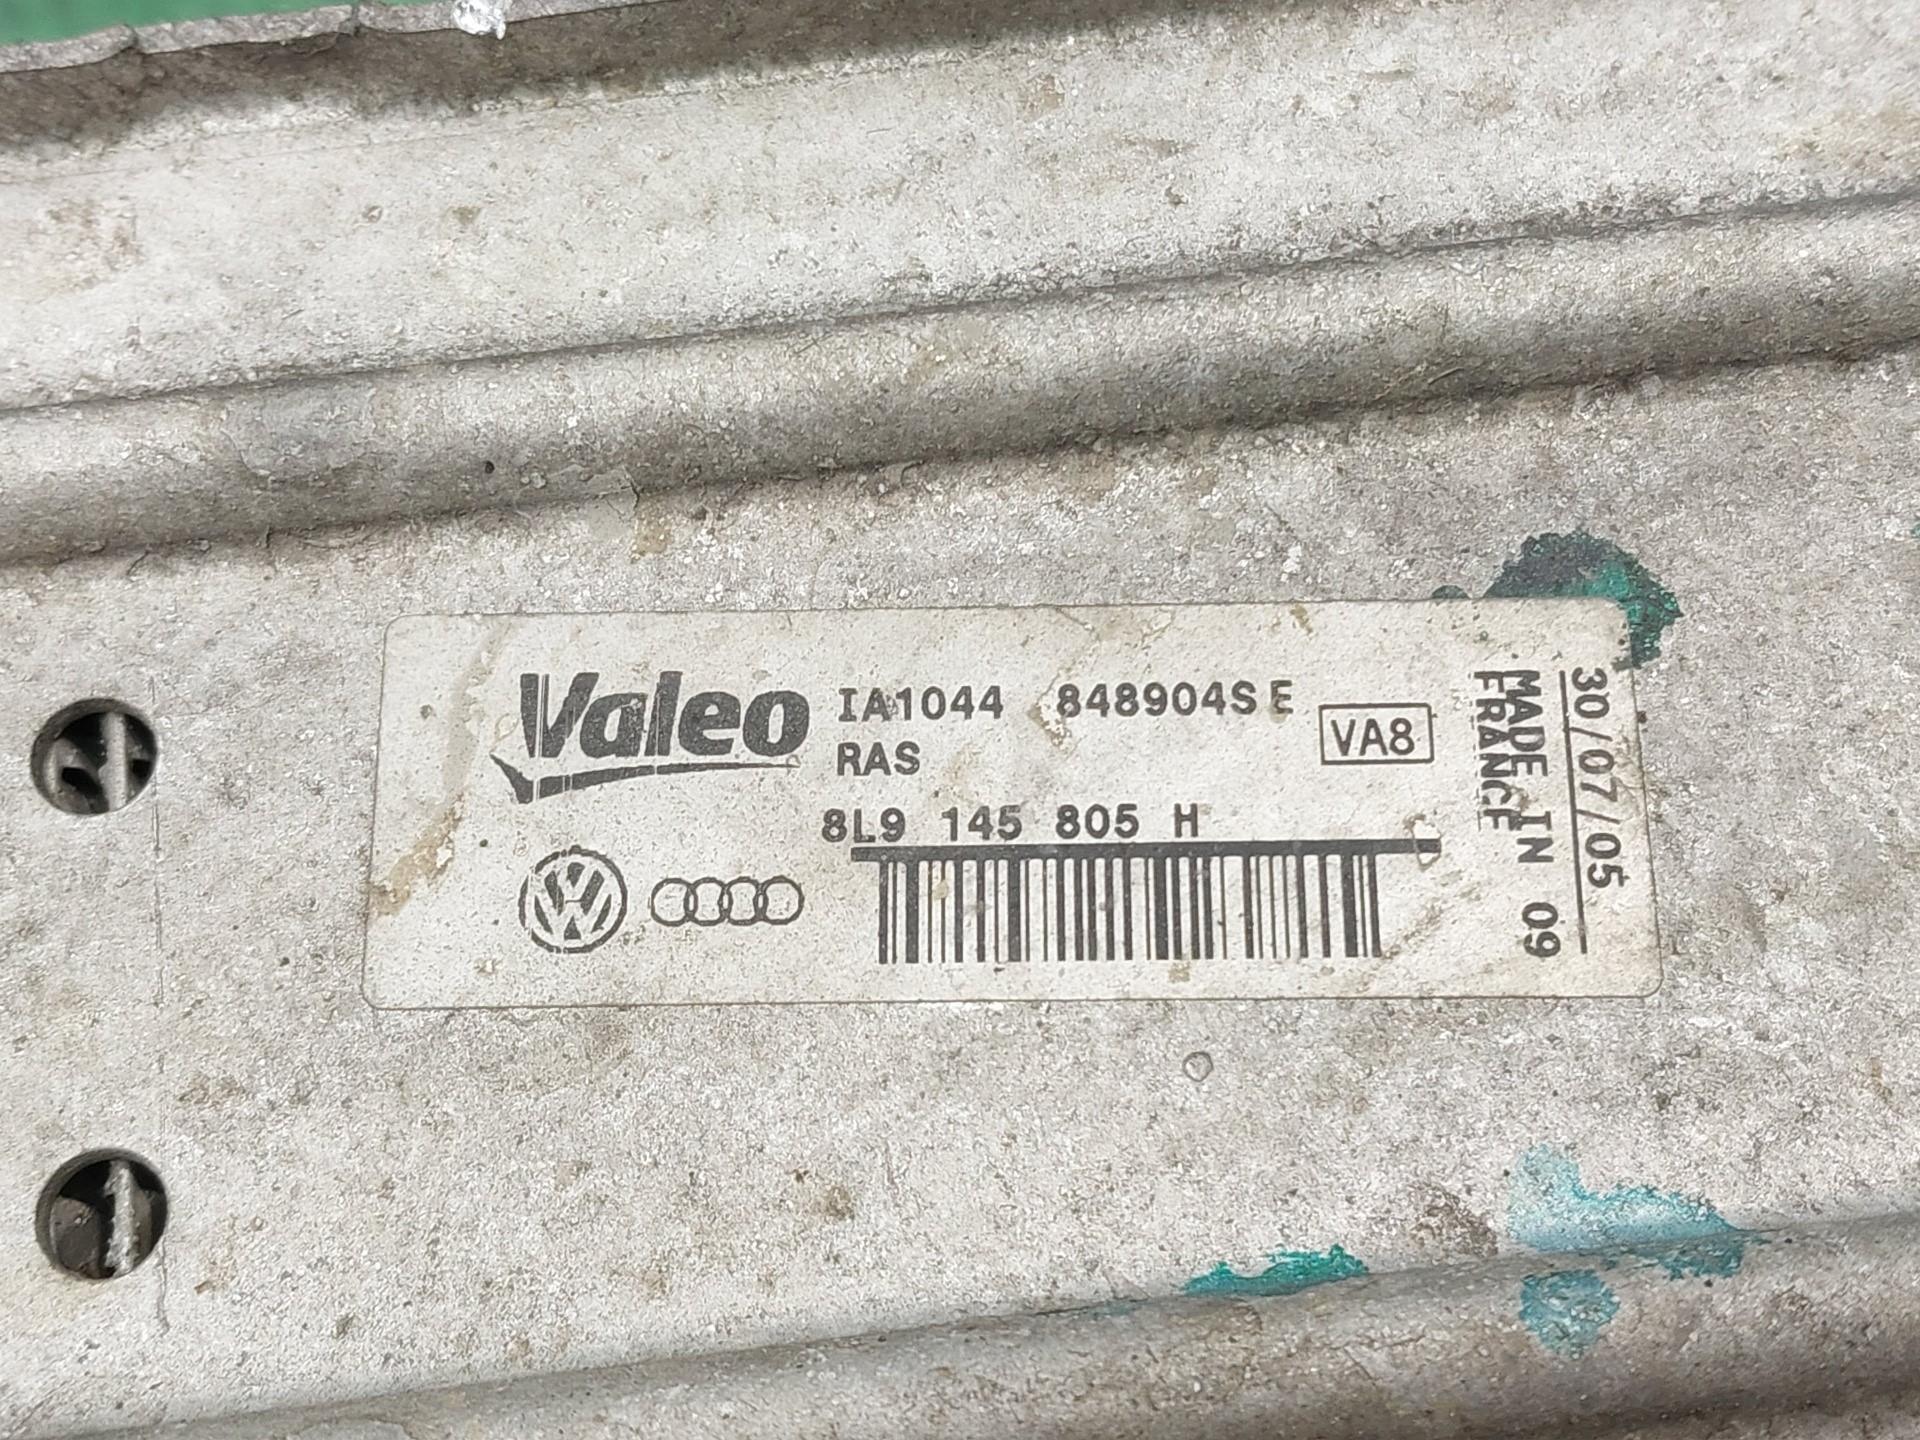 Valeo
IA1044 848904SE
RAS
VA8
8L9 145 805 H
30/07/05
MADE IN 09
FRANCE